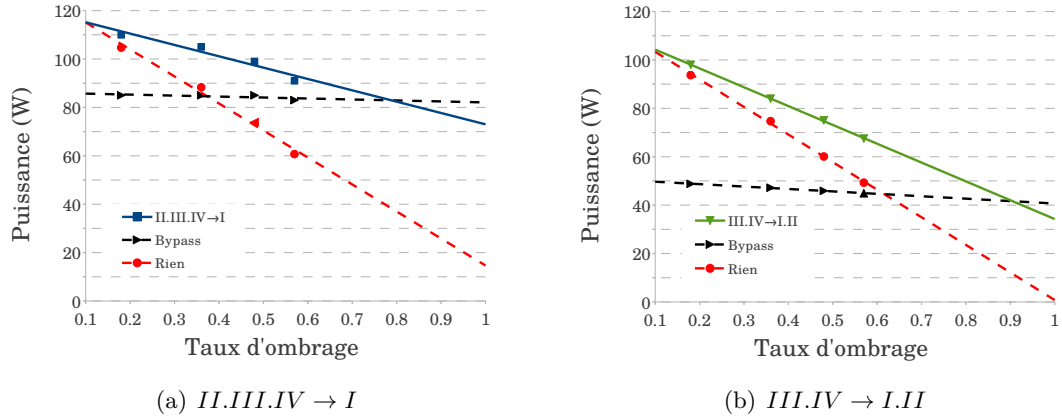 120
100
80
60
40
20
0
Puissance (W)
II.III.IV→I
Bypass
Rien
0.1 0.2 0.3 0.4 0.5 0.6 0.7 0.8 0.9 1
Taux d'ombrage
(a) II.III.IV → I
120
100
80
60
40
20
0
Puissance (W)
III.IV→I.II
Bypass
Rien
0.1 0.2 0.3 0.4 0.5 0.6 0.7 0.8 0.9 1
Taux d'ombrage
(b) III.IV → I.II